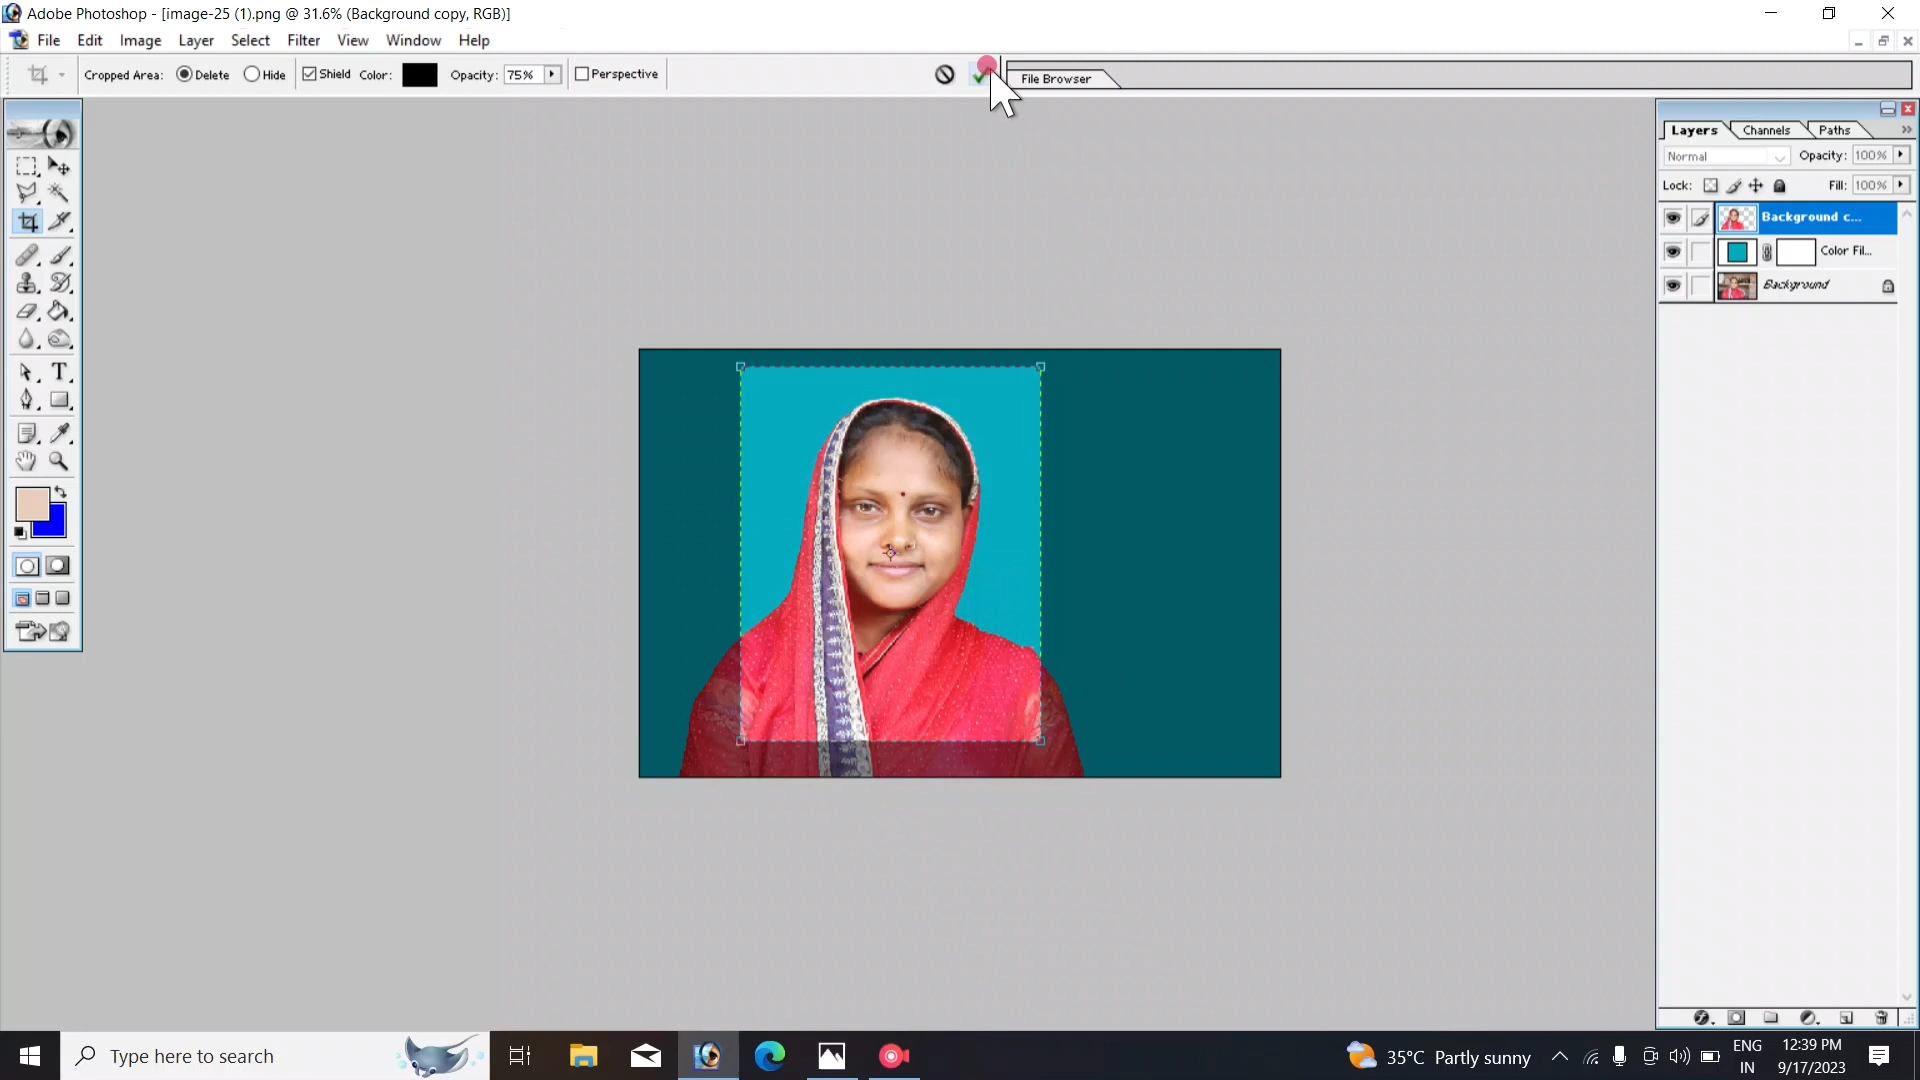 Adobe Photoshop - [image-25 (1).png @ 31.6% (Background copy, RGB)]
File Edit Image Layer Select Filter View Window Help
Cropped Area: Delete Hide Shield Color: Opacity: 75% Perspective File Browser
Layers Channels Paths
Normal Opacity: 100%
Lock: Fill: 100%
Background c...
Color Fil...
Background
Type here to search
35°C Partly sunny
ENG
IN
12:39 PM
9/17/2023